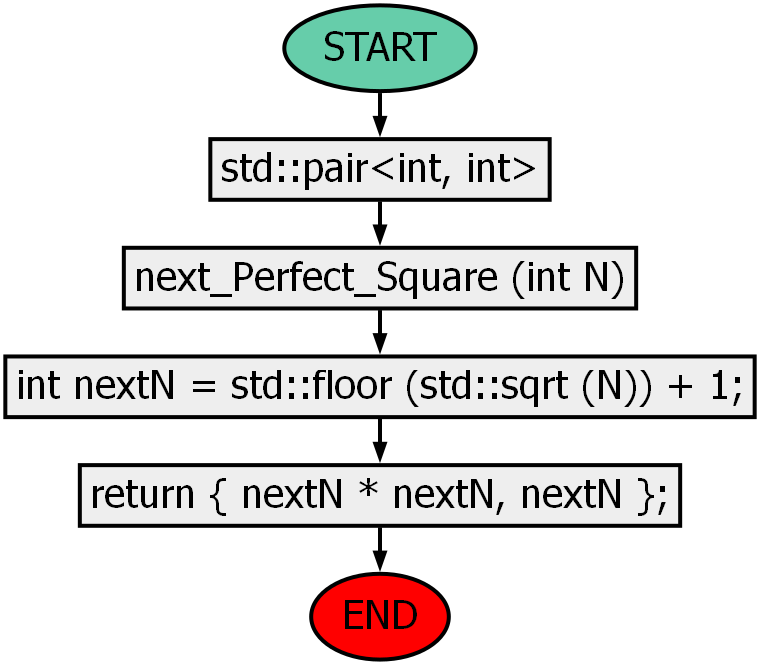 START
std::pair<int, int>
next_Perfect_Square (int N)
int nextN = std::floor (std::sqrt (N)) + 1;
return { nextN * nextN, nextN };
END